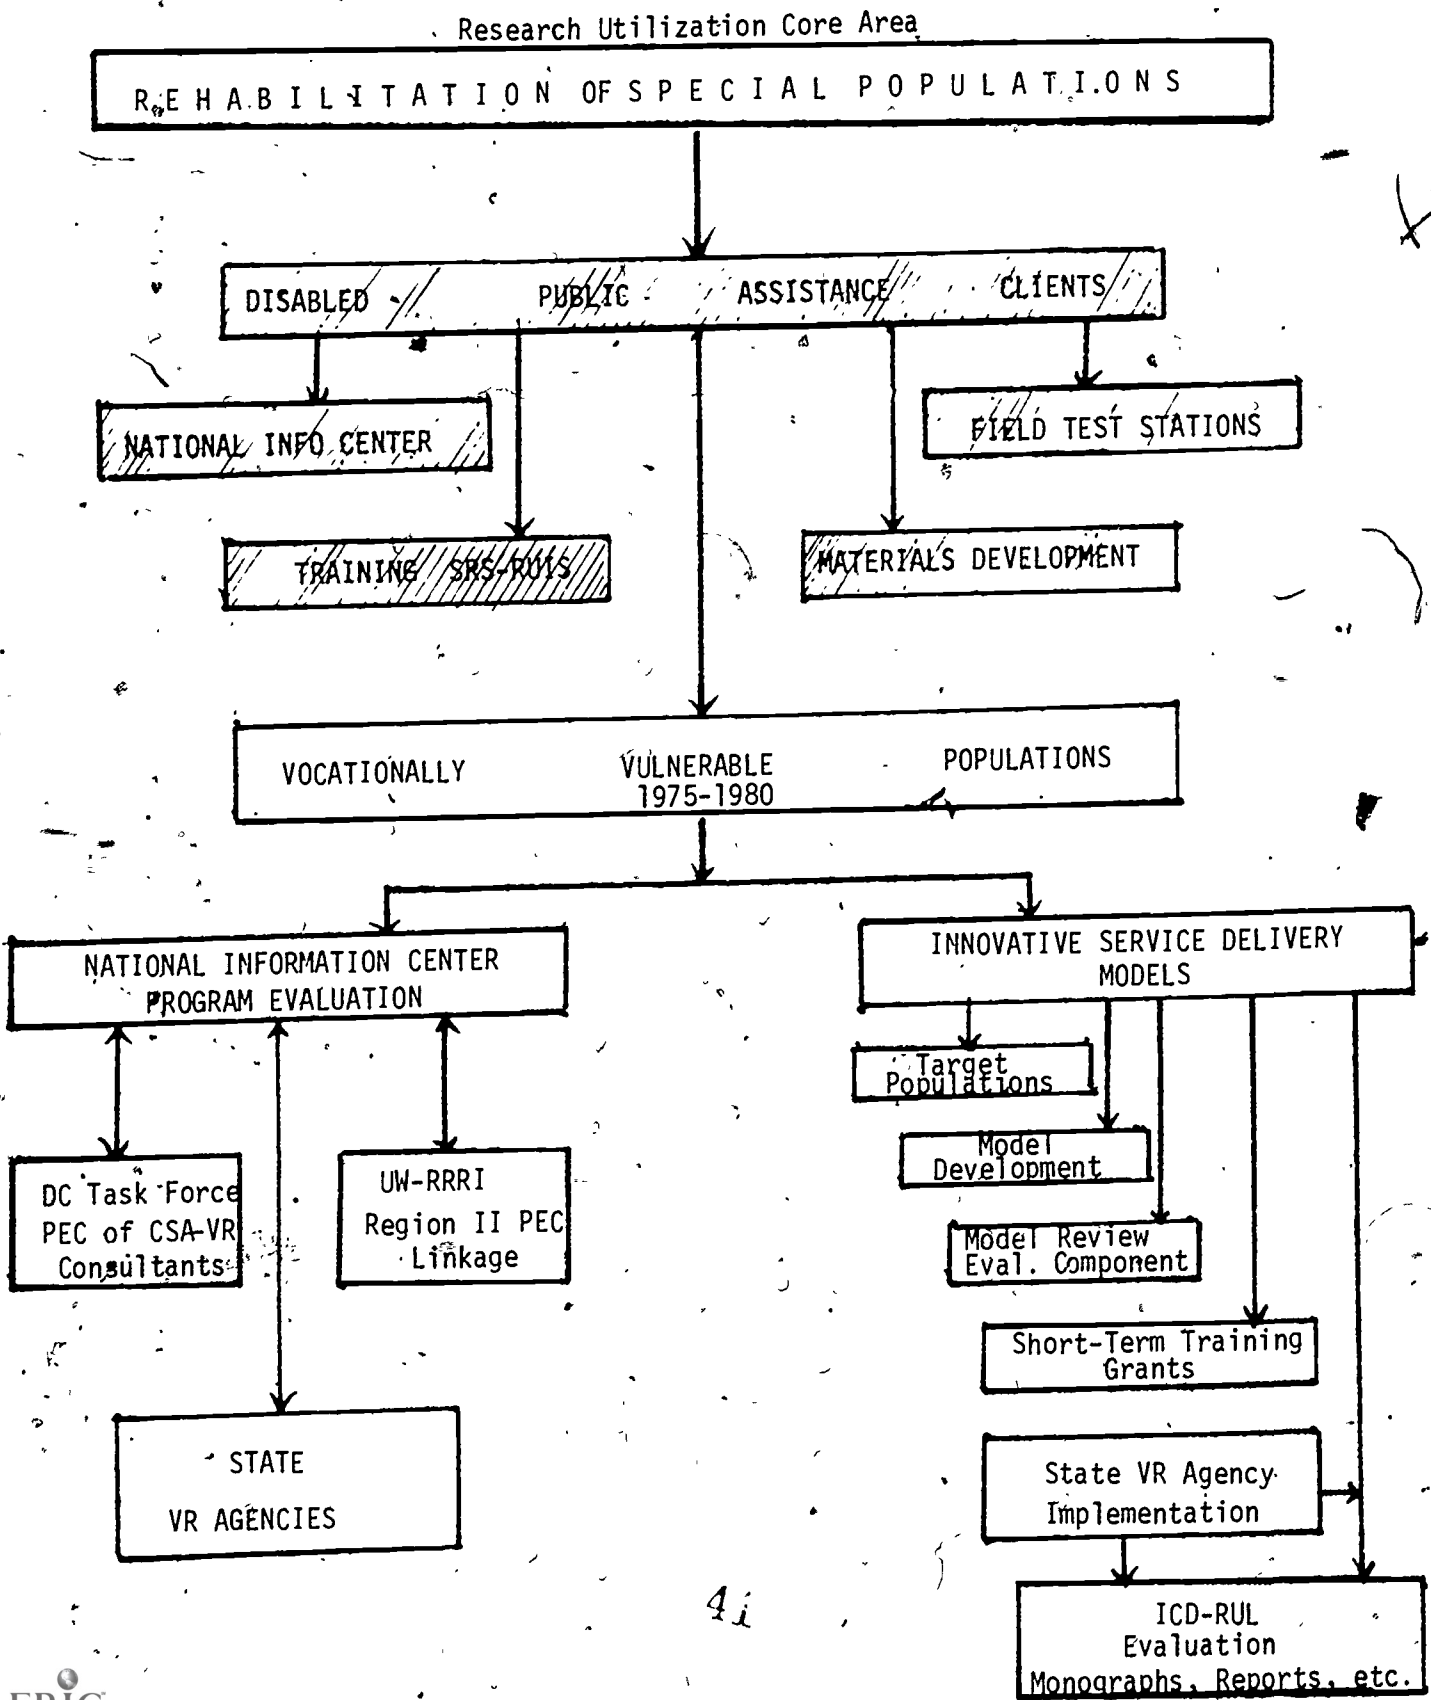 Research Utilization Core Area
REHABILITATION OF SPECIAL POPULATIONS
DISABLED PUBLIC ASSISTANCE CLIENTS
NATIONAL INFO CENTER
FIELD TEST STATIONS
TRAINING SRS-RUIS
MATERIALS DEVELOPMENT
VOCATIONALLY VULNERABLE POPULATIONS
1975-1980
NATIONAL INFORMATION CENTER
PROGRAM EVALUATION
INNOVATIVE SERVICE DELIVERY
MODELS
Target
Populations
Model
Development
DC Task Force
PEC of CSA-VR
Consultants
UW-RRRI
Region II PEC
Linkage
Model Review
Eval. Component
Short-Term Training
Grants
STATE
VR AGENCIES
State VR Agency
Implementation
ICD-RUL
Evaluation
Monographs, Reports, etc.
4i
ERIC